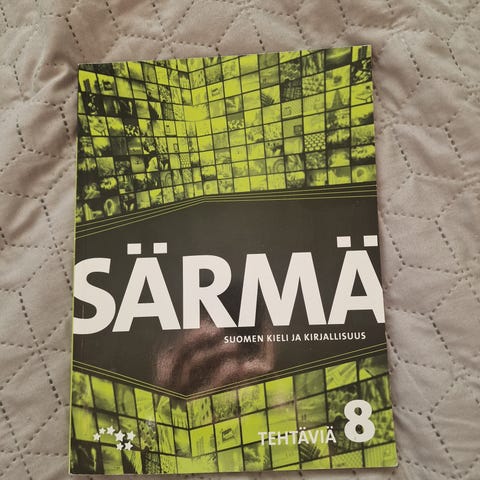 SÄRMÄ
SUOMEN KIELI JA KIRJALLISUUS
TEHTÄVIÄ 8